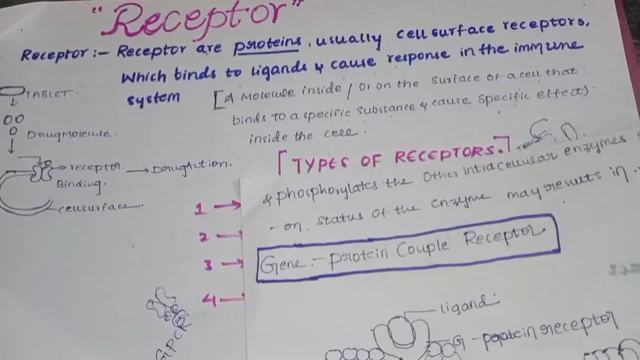 "Receptor"
Receptor :- Receptor are proteins, usually cell surface receptors,
Which binds to ligands & cause response in the immune
system [A Molecule inside / or on the surface of a cell that
binds to a specific substance & cause specific effect)
inside the cell.
TABLET
Drug molecule.
receptor → Drug Action.
Binding.
cell surface.
[TYPES OF RECEPTORS.]
1 →
2 →
3 →
4 →
& phosphorylates the other intracellular enzymes
- on. status of the enzyme may results in.
Gene :- protein Couple Receptor.
ligand.
G - protein receptor
GPCR